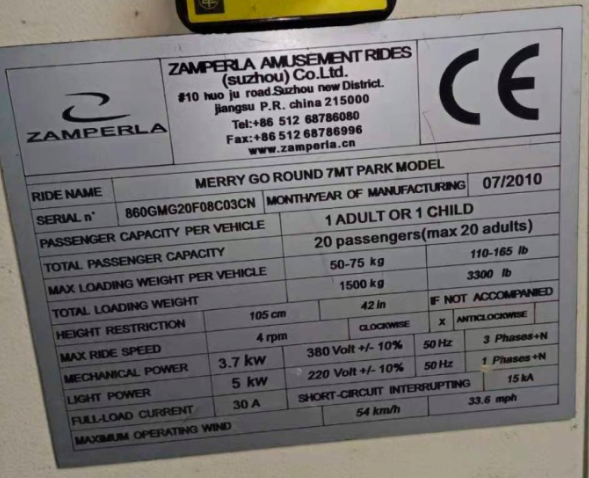 ZAMPERLA
ZAMPERLA AMUSEMENT RIDES
(suzhou) Co.Ltd.
#10 huo ju road.Suzhou new District.
jiangsu P.R. china 215000
Tel:+86 512 68786080
Fax:+86 512 68786996
www.zamperla.cn
CE
RIDE NAME MERRY GO ROUND 7MT PARK MODEL
SERIAL n° 860GMG20F08C03CN MONTH/YEAR OF MANUFACTURING 07/2010
PASSENGER CAPACITY PER VEHICLE 1 ADULT OR 1 CHILD
TOTAL PASSENGER CAPACITY 20 passengers(max 20 adults)
MAX LOADING WEIGHT PER VEHICLE 50-75 kg 110-165 lb
TOTAL LOADING WEIGHT 1500 kg 3300 lb
HEIGHT RESTRICTION 105 cm 42 in IF NOT ACCOMPANIED
MAX RIDE SPEED 4 rpm CLOCKWISE X ANTICLOCKWISE
MECHANICAL POWER 3.7 kW 380 Volt +/- 10% 50 Hz 3 Phases+N
LIGHT POWER 5 kW 220 Volt +/- 10% 50 Hz 1 Phases+N
FULL-LOAD CURRENT 30 A SHORT-CIRCUIT INTERRUPTING 15 kA
MAXIMUM OPERATING WIND 54 km/h 33.6 mph